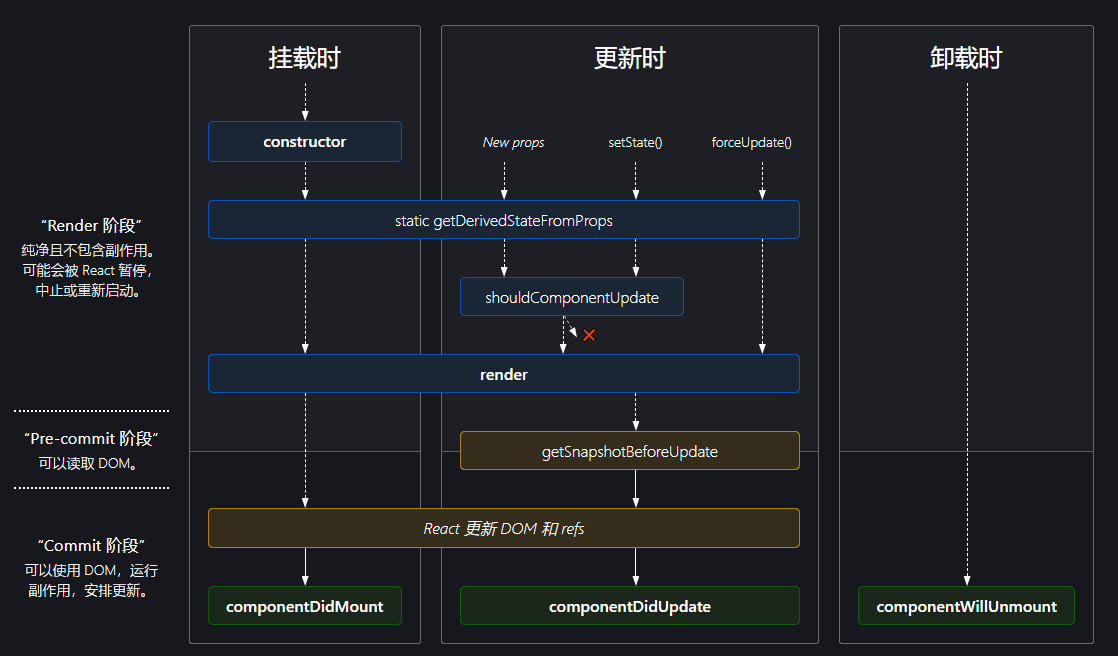 挂载时
更新时
卸载时
constructor
New props
setState()
forceUpdate()
static getDerivedStateFromProps
“Render 阶段”
纯净且不包含副作用。
可能会被 React 暂停，
中止或重新启动。
shouldComponentUpdate
render
“Pre-commit 阶段”
可以读取 DOM。
getSnapshotBeforeUpdate
React 更新 DOM 和 refs
“Commit 阶段”
可以使用 DOM，运行
副作用，安排更新。
componentDidMount
componentDidUpdate
componentWillUnmount